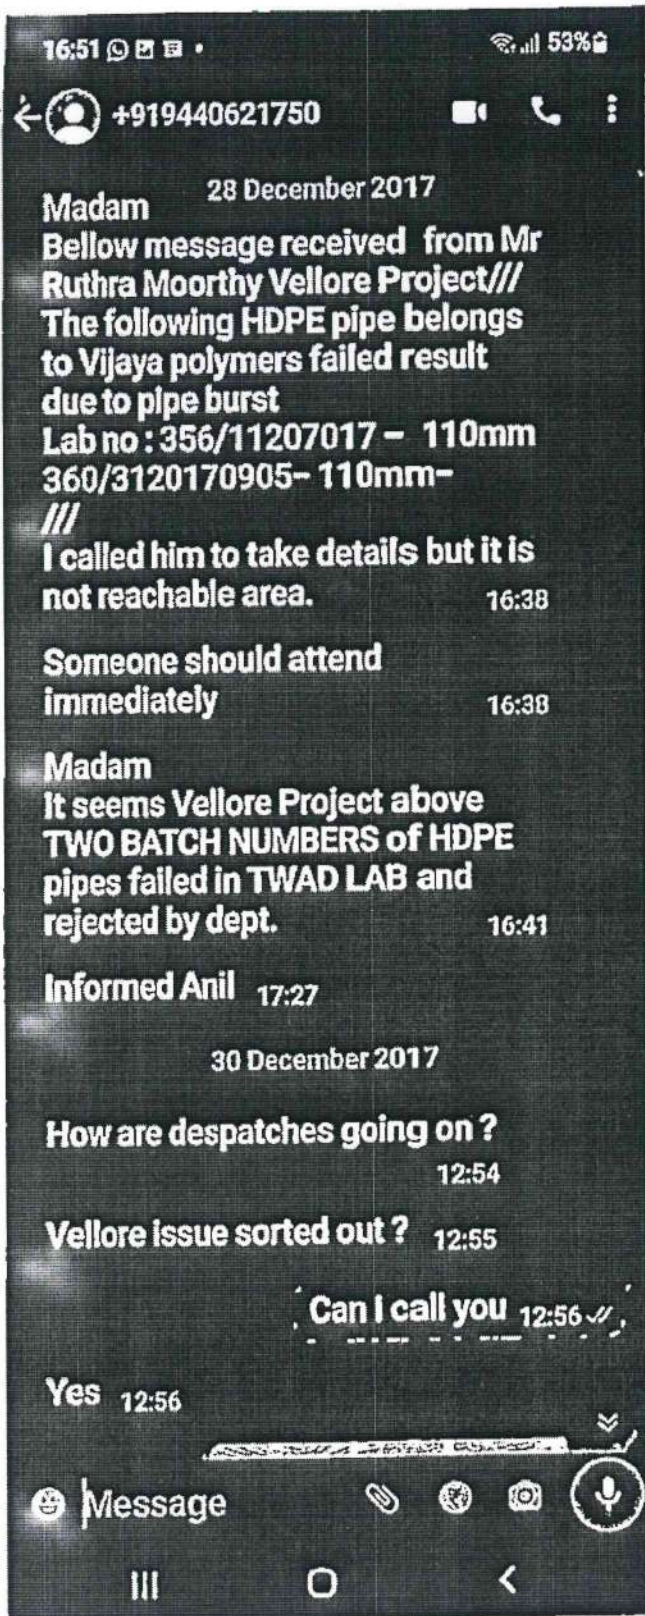 16:51
53%
+919440621750
28 December 2017
Madam
Bellow message received from Mr
Ruthra Moorthy Vellore Project///
The following HDPE pipe belongs
to Vijaya polymers failed result
due to pipe burst
Lab no : 356/11207017 - 110mm
360/3120170905- 110mm-
///
I called him to take details but it is
not reachable area. 16:38
Someone should attend
immediately 16:38
Madam
It seems Vellore Project above
TWO BATCH NUMBERS of HDPE
pipes failed in TWAD LAB and
rejected by dept. 16:41
Informed Anil 17:27
30 December 2017
How are despatches going on ?
12:54
Vellore issue sorted out ? 12:55
Can I call you 12:56
Yes 12:56
Message